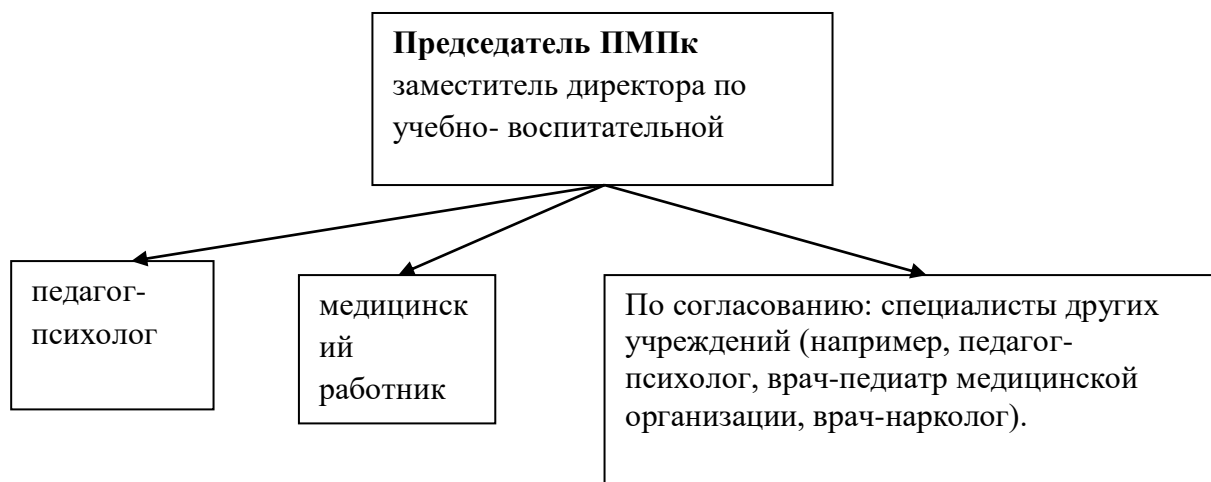 Председатель ПМПк
заместитель директора по
учебно- воспитательной
педагог-
психолог
медицинск
ий
работник
По согласованию: специалисты других
учреждений (например, педагог-
психолог, врач-педиатр медицинской
организации, врач-нарколог).